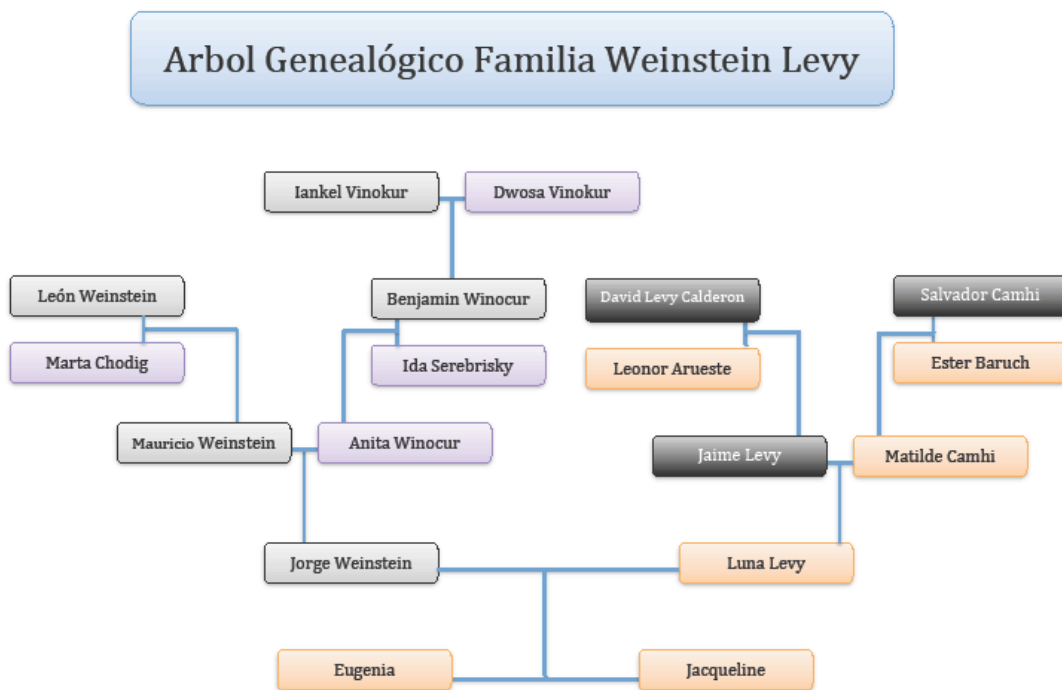 Arbol Genealógico Familia Weinstein Levy
Iankel Vinokur
Dwosa Vinokur
León Weinstein
Benjamin Winocur
David Levy Calderon
Salvador Camhi
Marta Chodig
Ida Serebrisky
Leonor Arueste
Ester Baruch
Mauricio Weinstein
Anita Winocur
Jaime Levy
Matilde Camhi
Jorge Weinstein
Luna Levy
Eugenia
Jacqueline